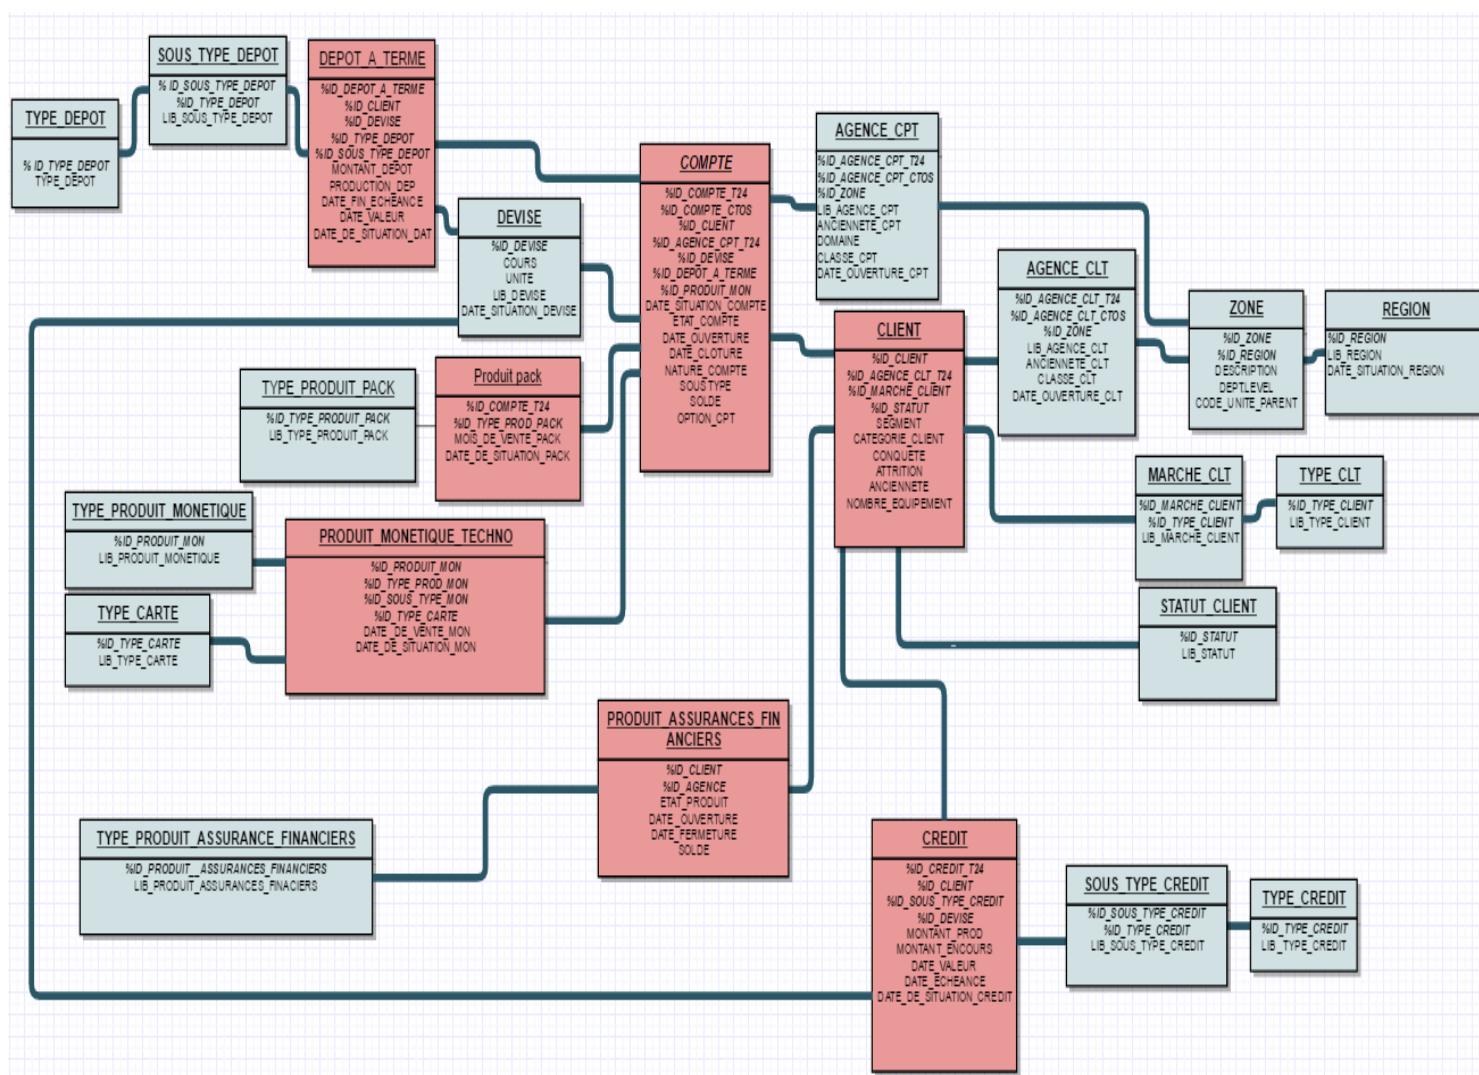 TYPE_DEPOT
% ID_TYPE_DEPOT
TYPE_DEPOT
SOUS_TYPE_DEPOT
% ID_SOUS_TYPE_DEPOT
%ID_TYPE_DEPOT
LIB_SOUS_TYPE_DEPOT
DEPOT_A_TERME
%ID_DEPOT_A_TERME
%ID_CLIENT
%ID_DEVISE
%ID_TYPE_DEPOT
%ID_SOUS_TYPE_DEPOT
MONTANT_DEPOT
PRODUCTION_DEP
DATE_FIN_ECHEANCE
DATE_VALEUR
DATE_DE_SITUATION_DAT
DEVISE
%ID_DEVISE
COURS
UNITE
LIB_DEVISE
DATE_SITUATION_DEVISE
COMPTE
%ID_COMPTE_T24
%ID_COMPTE_CTOS
%ID_CLIENT
%ID_AGENCE_CPT_T24
%ID_DEVISE
%ID_DEPOT_A_TERME
%ID_PRODUIT_MON
DATE_SITUATION_COMPTE
ETAT_COMPTE
DATE_OUVERTURE
DATE_CLOTURE
NATURE_COMPTE
SOUSTYPE
SOLDE
OPTION_CPT
AGENCE_CPT
%ID_AGENCE_CPT_T24
%ID_AGENCE_CPT_CTOS
%ID_ZONE
LIB_AGENCE_CPT
ANCIENNETE_CPT
DOMAINE
CLASSE_CPT
DATE_OUVERTURE_CPT
AGENCE_CLT
%ID_AGENCE_CLT_T24
%ID_AGENCE_CLT_CTOS
%ID_ZONE
LIB_AGENCE_CLT
ANCIENNETE_CLT
CLASSE_CLT
DATE_OUVERTURE_CLT
ZONE
%ID_ZONE
%ID_REGION
DESCRIPTION
DEPTLEVEL
CODE_UNITE_PARENT
REGION
%ID_REGION
LIB_REGION
DATE_SITUATION_REGION
CLIENT
%ID_CLIENT
%ID_AGENCE_CLT_T24
%ID_MARCHE_CLIENT
%ID_STATUT
SEGMENT
CATEGORIE_CLIENT
CONQUETE
ATTRITION
ANCIENNETE
NOMBRE_EQUIPEMENT
TYPE_PRODUIT_PACK
%ID_TYPE_PRODUIT_PACK
LIB_TYPE_PRODUIT_PACK
Produit pack
%ID_COMPTE_T24
%ID_TYPE_PROD_PACK
MOIS_DE_VENTE_PACK
DATE_DE_SITUATION_PACK
MARCHE_CLT
%ID_MARCHE_CLIENT
%ID_TYPE_CLIENT
LIB_MARCHE_CLIENT
TYPE_CLT
%ID_TYPE_CLIENT
LIB_TYPE_CLIENT
TYPE_PRODUIT_MONETIQUE
%ID_PRODUIT_MON
LIB_PRODUIT_MONETIQUE
PRODUIT_MONETIQUE_TECHNO
%ID_PRODUIT_MON
%ID_TYPE_PROD_MON
%ID_SOUS_TYPE_MON
%ID_TYPE_CARTE
DATE_DE_VENTE_MON
DATE_DE_SITUATION_MON
TYPE_CARTE
%ID_TYPE_CARTE
LIB_TYPE_CARTE
STATUT_CLIENT
%ID_STATUT
LIB_STATUT
PRODUIT_ASSURANCES_FIN
ANCIERS
%ID_CLIENT
%ID_AGENCE
ETAT_PRODUIT
DATE_OUVERTURE
DATE_FERMETURE
SOLDE
TYPE_PRODUIT_ASSURANCE_FINANCIERS
%ID_PRODUIT__ASSURANCES_FINANCIERS
LIB_PRODUIT_ASSURANCES_FINACIERS
CREDIT
%ID_CREDIT_T24
%ID_CLIENT
%ID_SOUS_TYPE_CREDIT
%ID_DEVISE
MONTANT_PROD
MONTANT_ENCOURS
DATE_VALEUR
DATE_ECHEANCE
DATE_DE_SITUATION_CREDIT
SOUS_TYPE_CREDIT
%ID_SOUS_TYPE_CREDIT
%ID_TYPE_CREDIT
LIB_SOUS_TYPE_CREDIT
TYPE_CREDIT
%ID_TYPE_CREDIT
LIB_TYPE_CREDIT